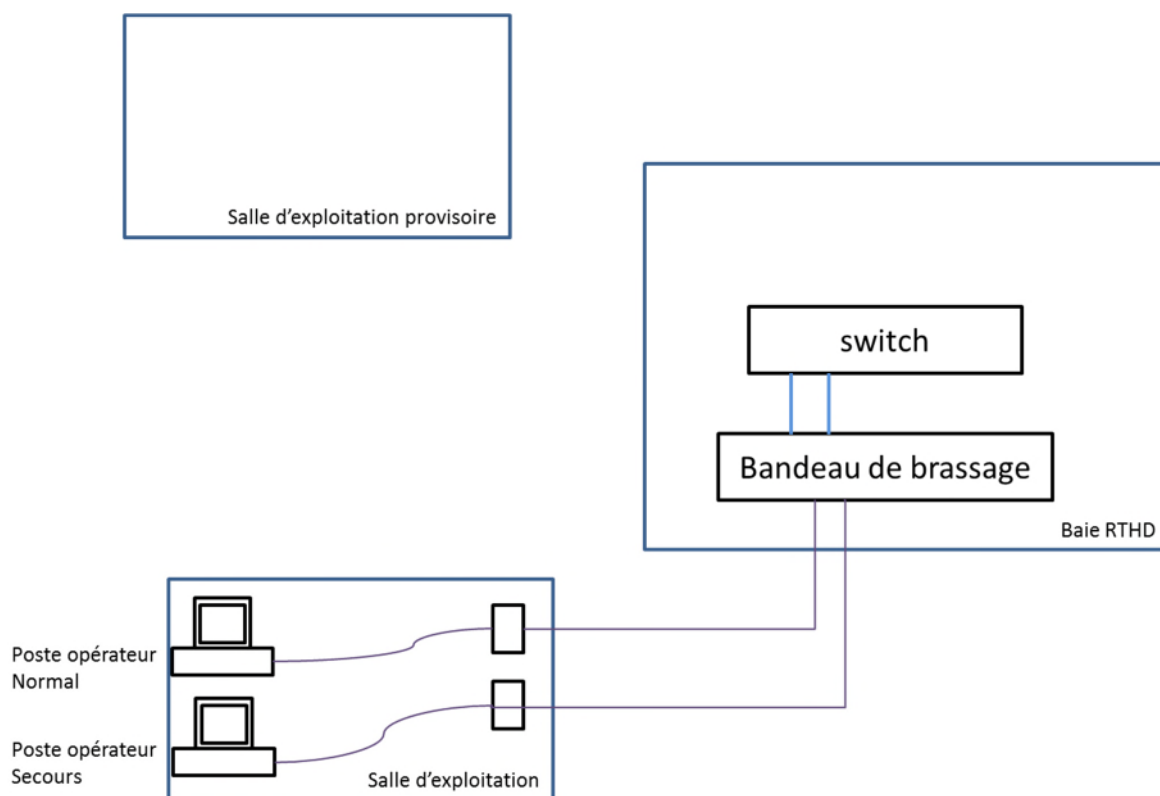 Salle d’exploitation provisoire
switch
Bandeau de brassage
Baie RTHD
Poste opérateur
Normal
Poste opérateur
Secours
Salle d’exploitation